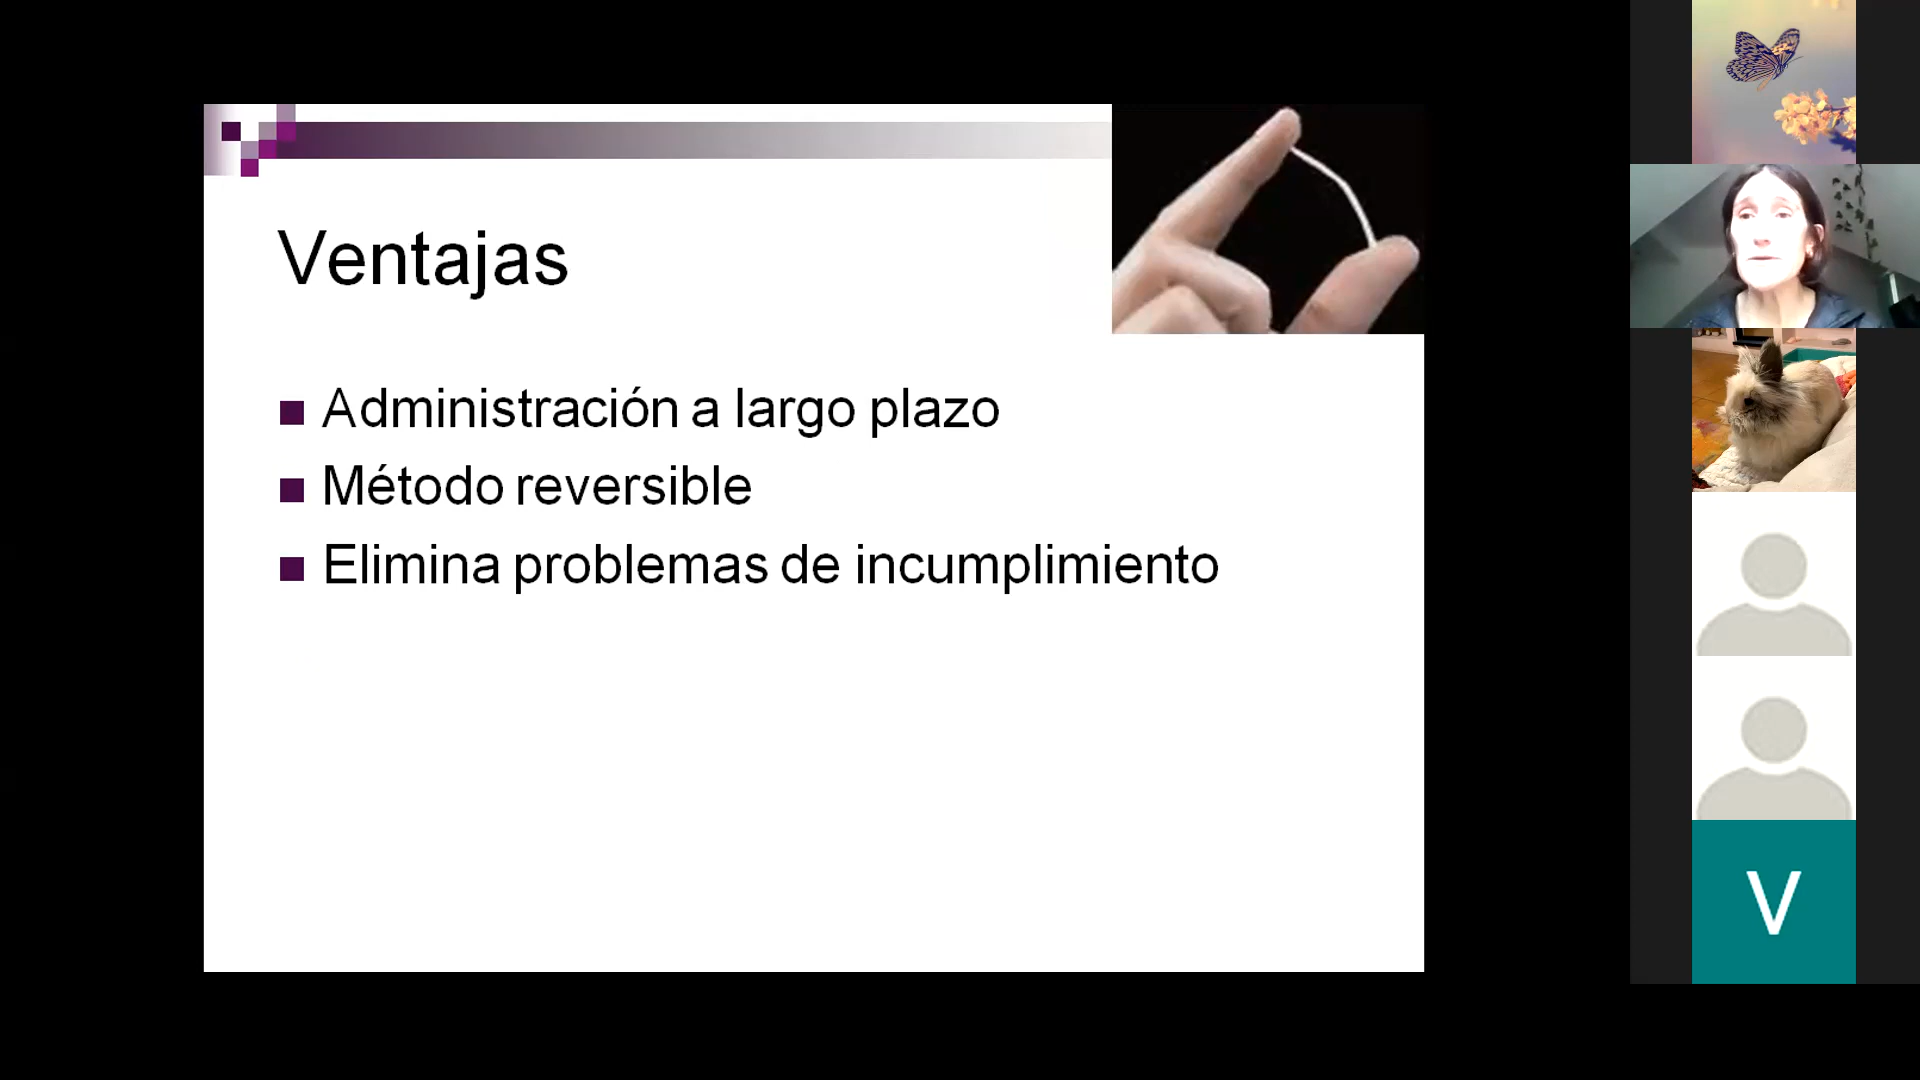 Ventajas
Administración a largo plazo
Método reversible
Elimina problemas de incumplimiento
V